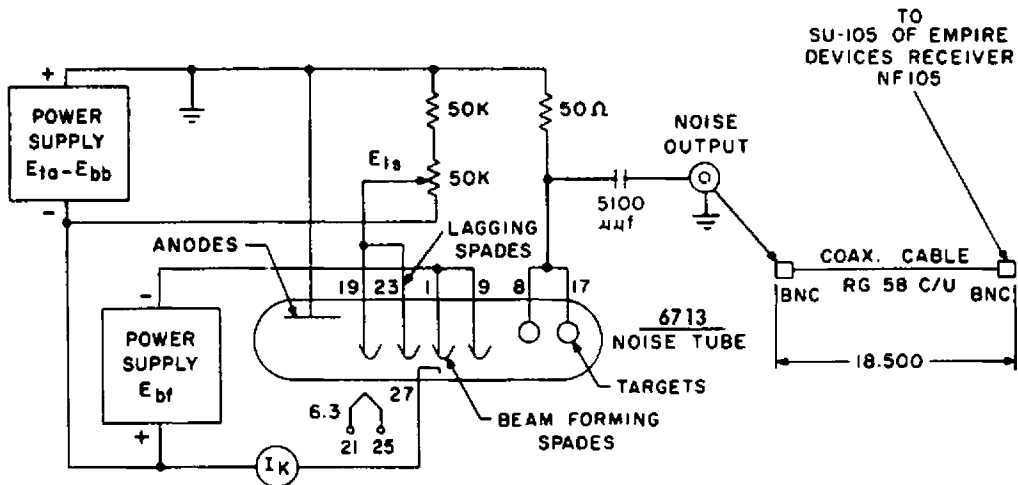 TO
SU-105 OF EMPIRE
DEVICES RECEIVER
NF105
+
POWER
SUPPLY
Eta-Ebb
-
50K
50Ω
NOISE
OUTPUT
Els
50K
5100
μμf
ANODES
LAGGING
SPADES
COAX. CABLE
BNC
RG 58 C/U
BNC
19
23
1
9
8
17
-
POWER
SUPPLY
Ebf
+
6713
NOISE TUBE
18.500
TARGETS
27
6.3
21
25
BEAM FORMING
SPADES
IK